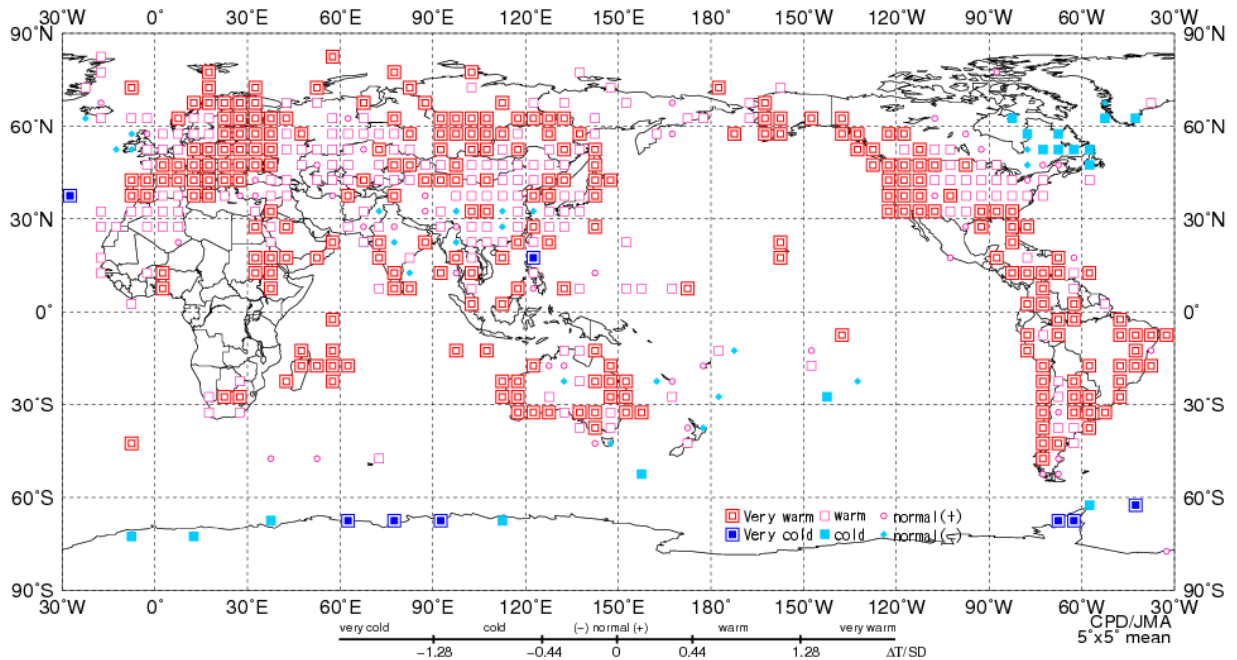 30°W 0° 30°E 60°E 90°E 120°E 150°E 180° 150°W 120°W 90°W 60°W 30°W
90°N 90°N
60°N 60°N
30°N 30°N
0° 0°
30°S 30°S
60°S 60°S
Very warm warm normal(+)
Very cold cold normal(−)
90°S 90°S
30°W 0° 30°E 60°E 90°E 120°E 150°E 180° 150°W 120°W 90°W 60°W 30°W
CPD/JMA
5°x5° mean
very cold cold (−) normal (+) warm very warm
−1.28 −0.44 0 0.44 1.28 ΔT/SD